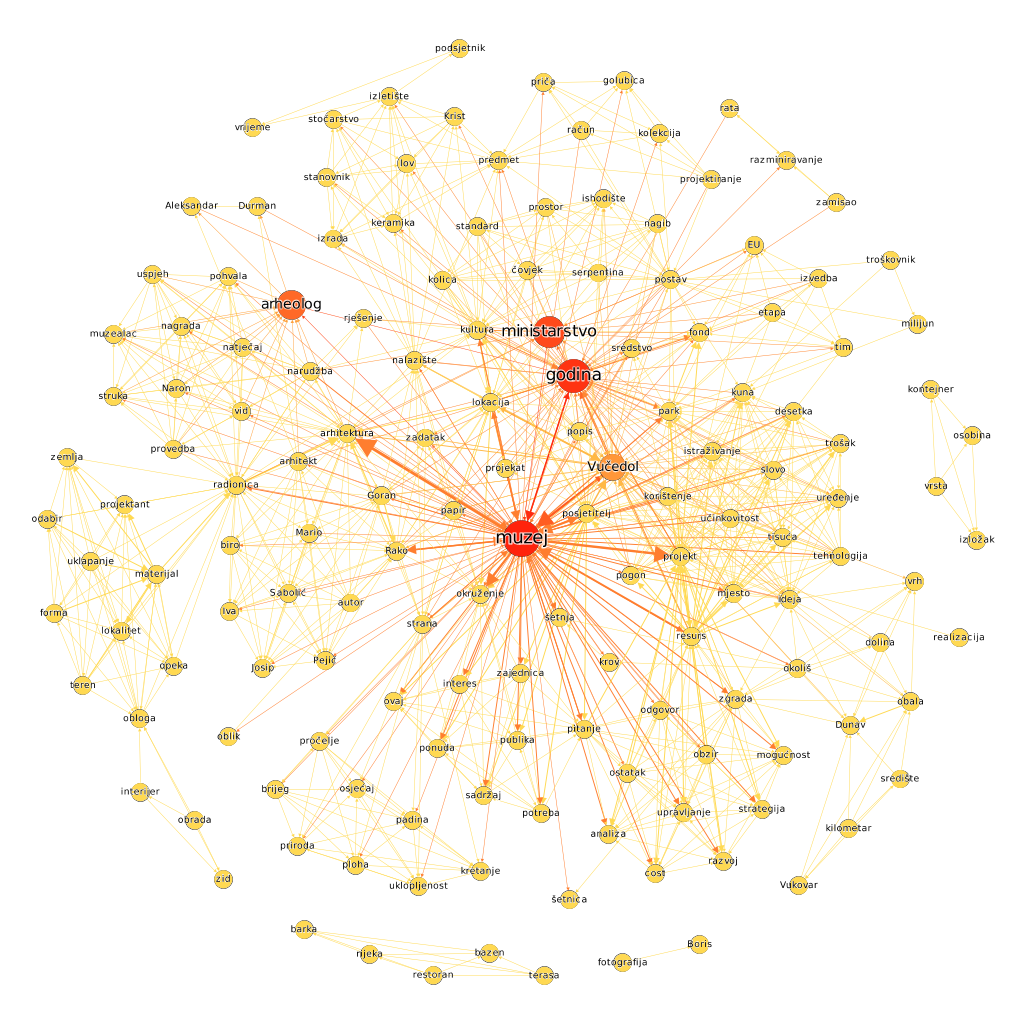 podsjetnik
priča
golubica
izletište
rata
stočarstvo
Krist
vrijeme
račun
kolekcija
lov
predmet
razminiravanje
stanovnik
projektiranje
Aleksandar
Durman
prostor
ishodište
zamisao
keramika
standard
nagib
izrada
EU
troškovnik
uspjeh
pohvala
kolica
čovjek
serpentina
postav
izvedba
arheolog
etapa
nagrada
rješenje
milijun
muzealac
kultura
ministarstvo
fond
natječaj
sredstvo
tim
nalazište
narudžba
godina
Naron
kuna
kontejner
struka
lokacija
vid
park
desetka
arhitektura
zadatak
popis
osobina
provedba
trošak
zemlja
arhitekt
projekat
Vučedol
istraživanje
slovo
radionica
vrsta
Goran
korištenje
uređenje
projektant
papir
posjetitelj
odabir
učinkovitost
Mario
muzej
tisuća
izložak
biro
Rako
projekt
tehnologija
uklapanje
materijal
pogon
vrh
okruženje
mjesto
ideja
Sabolić
autor
forma
Iva
šetnja
lokalitet
strana
resurs
realizacija
dolina
opeka
Josip
Pejić
krov
okoliš
zajednica
teren
interes
ovaj
zgrada
obala
odgovor
obloga
Dunav
pitanje
oblik
pročelje
ponuda
publika
obzir
mogućnost
ostatak
središte
interijer
brijeg
osjećaj
sadržaj
potreba
upravljanje
strategija
obrada
padina
analiza
kilometar
priroda
ploha
razvoj
zid
uklopljenost
kretanje
cost
Vukovar
šetnica
barka
Boris
rijeka
bazen
fotografija
restoran
terasa